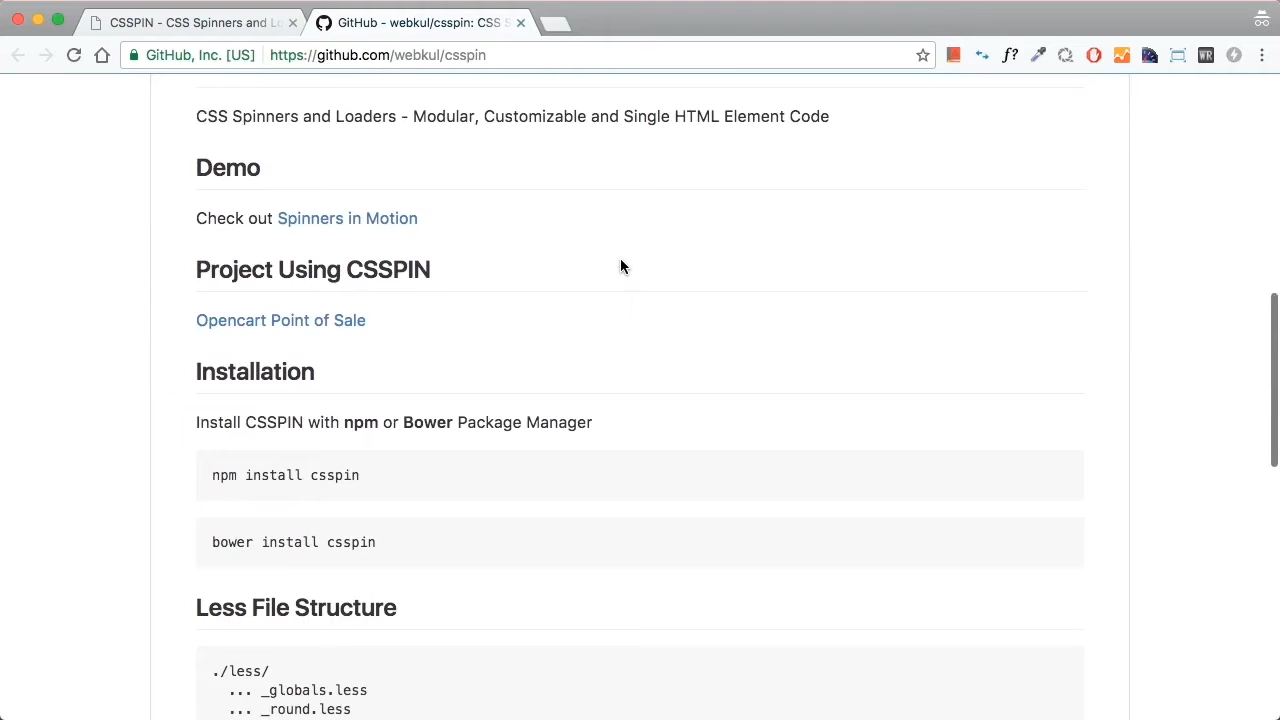 CSSPIN - CSS Spinners and Lo
GitHub - webkul/csspin: CSS S
GitHub, Inc. [US] https://github.com/webkul/csspin
f?
WR
CSS Spinners and Loaders - Modular, Customizable and Single HTML Element Code
Demo
Check out Spinners in Motion
Project Using CSSPIN
Opencart Point of Sale
Installation
Install CSSPIN with npm or Bower Package Manager
npm install csspin
bower install csspin
Less File Structure
./less/
... _globals.less
... _round.less